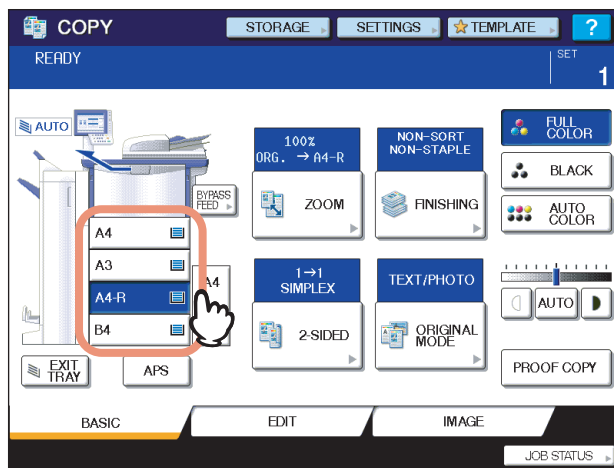 COPY
STORAGE
SETTINGS
TEMPLATE
?
READY
SET
1
AUTO
BYPASS
FEED
A4
A3
A4-R
B4
A4
EXIT
TRAY
APS
100%
ORG. → A4-R
ZOOM
NON-SORT
NON-STAPLE
FINISHING
1→1
SIMPLEX
2-SIDED
TEXT/PHOTO
ORIGINAL
MODE
FULL
COLOR
BLACK
AUTO
COLOR
AUTO
PROOF COPY
BASIC
EDIT
IMAGE
JOB STATUS